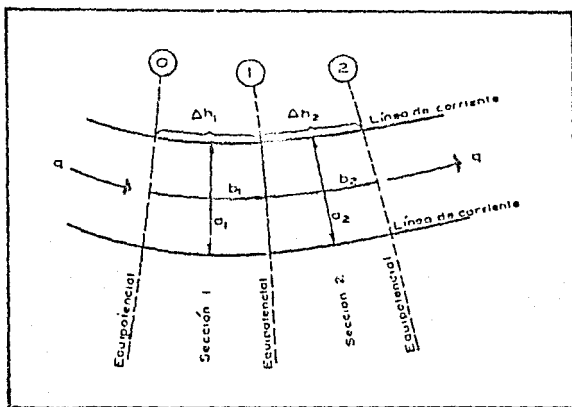 0 1 2
Δh₁ Δh₂
Línea de corriente
q b₁ b₂ q
a₁ a₂
Línea de corriente
Equipotencial
Sección 1
Equipotencial
Sección 2
Equipotencial